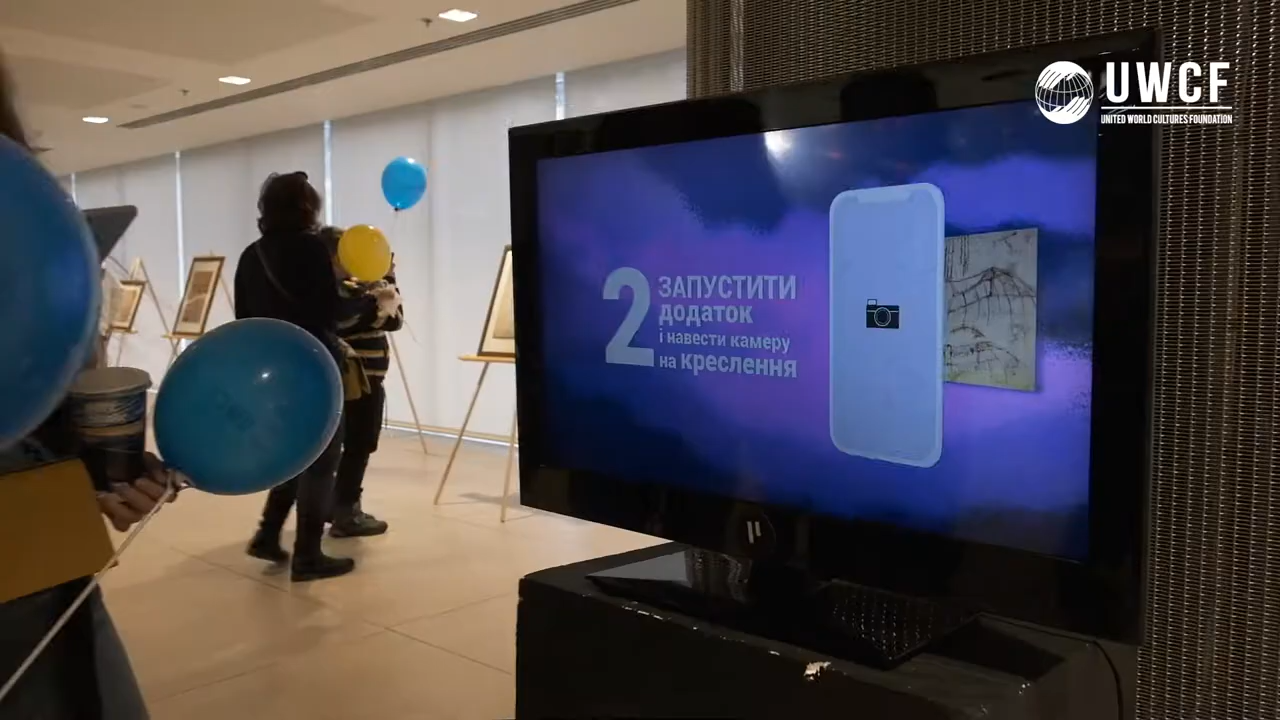 UWCF
UNITED WORLD CULTURES FOUNDATION
2 ЗАПУСТИТИ
додаток
і навести камеру
на креслення